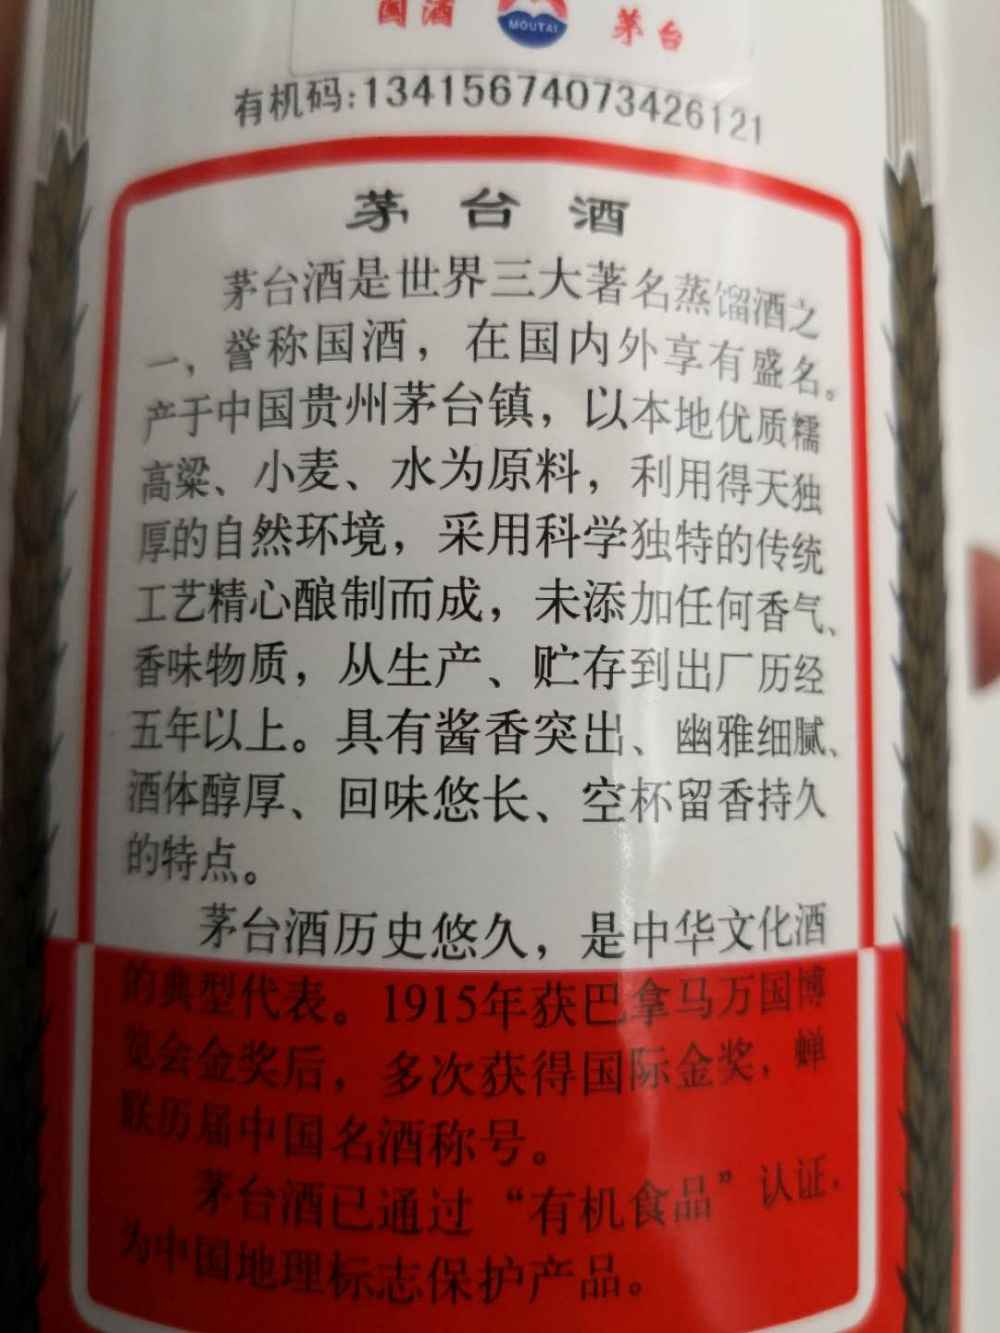 国酒 MOUTAI 茅台
有机码:13415674073426121
茅台酒
茅台酒是世界三大著名蒸馏酒之
一，誉称国酒，在国内外享有盛名。
产于中国贵州茅台镇，以本地优质糯
高粱、小麦、水为原料，利用得天独
厚的自然环境，采用科学独特的传统
工艺精心酿制而成，未添加任何香气、
香味物质，从生产、贮存到出厂历经
五年以上。具有酱香突出、幽雅细腻、
酒体醇厚、回味悠长、空杯留香持久
的特点。
茅台酒历史悠久，是中华文化酒
的典型代表。1915年获巴拿马万国博
览会金奖后，多次获得国际金奖，蝉
联历届中国名酒称号。
茅台酒已通过“有机食品”认证，
为中国地理标志保护产品。